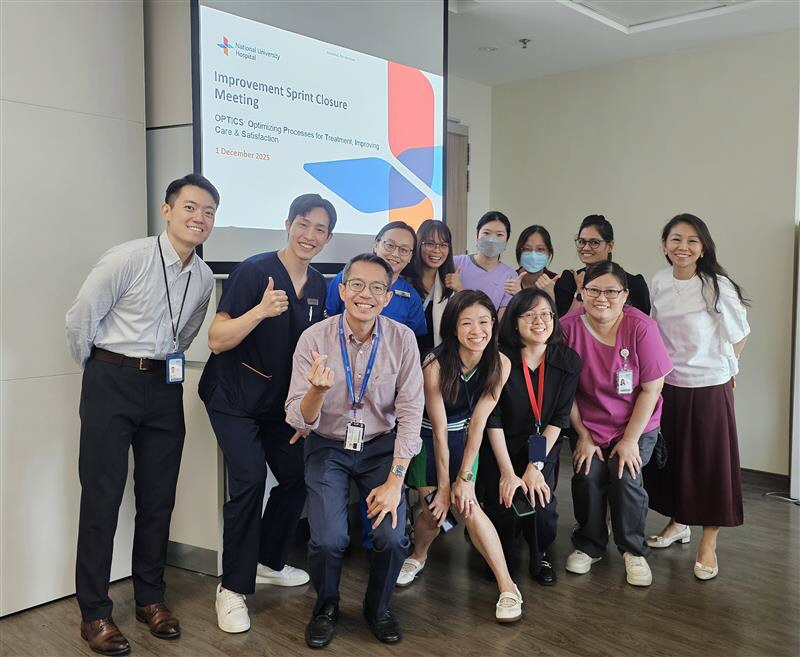 National University
Hospital
Improvement Sprint Closure
Meeting
OPTICS: Optimizing Processes for Treatment, Improving
Care & Satisfaction
1 December 2025